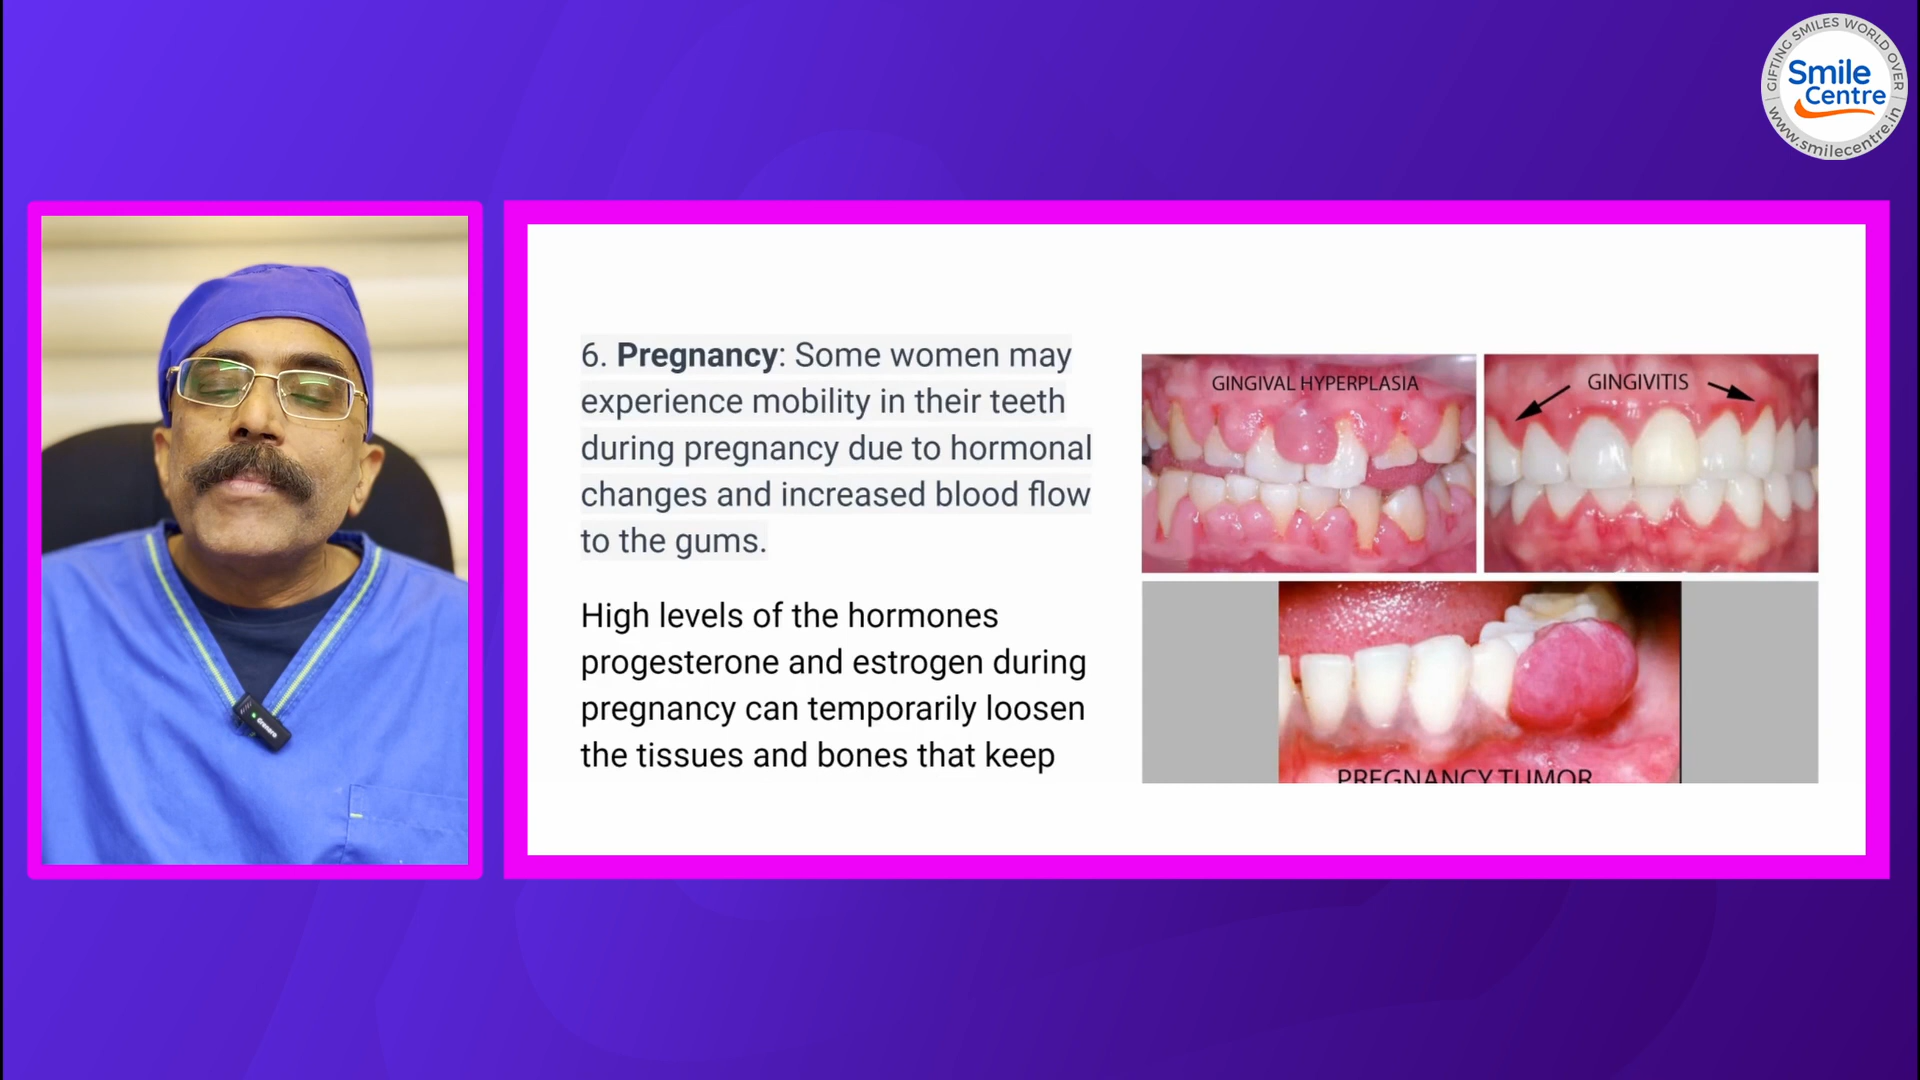 GIFTING SMILES WORLD OVER
Smile
Centre
www.smilecentre.in
6. Pregnancy: Some women may
experience mobility in their teeth
during pregnancy due to hormonal
changes and increased blood flow
to the gums.
High levels of the hormones
progesterone and estrogen during
pregnancy can temporarily loosen
the tissues and bones that keep
GINGIVAL HYPERPLASIA
GINGIVITIS
PREGNANCY TUMOR